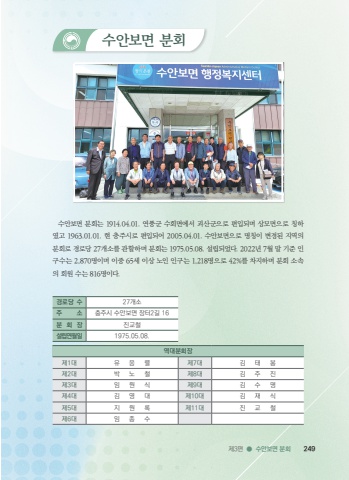 수안보면 분회
수안보면 행정복지센터
수안보면 분회는 1914.04.01. 연풍군 수회면에서 괴산군으로 편입되며 상모면으로 칭하
였고 1963.01.01. 현 충주시로 편입되어 2005.04.01. 수안보면으로 명칭이 변경된 지역의
분회로 경로당 27개소를 관할하며 분회는 1975.05.08. 설립되었다. 2022년 7월 말 기준 인
구수는 2,870명이며 이중 65세 이상 노인 인구는 1,218명으로 42%를 차지하며 분회 소속
의 회원 수는 816명이다.
경로당 수 27개소
주 소 충주시 수안보면 장터2길 16
분 회 장 진교철
설립연월일 1975.05.08.
역대분회장
제1대 유 응 렬 제7대 김 태 봉
제2대 박 노 철 제8대 김 주 진
제3대 임 원 식 제9대 김 수 명
제4대 김 영 대 제10대 김 재 식
제5대 지 원 록 제11대 진 교 철
제6대 임 종 수
제3편 ● 수안보면 분회 249